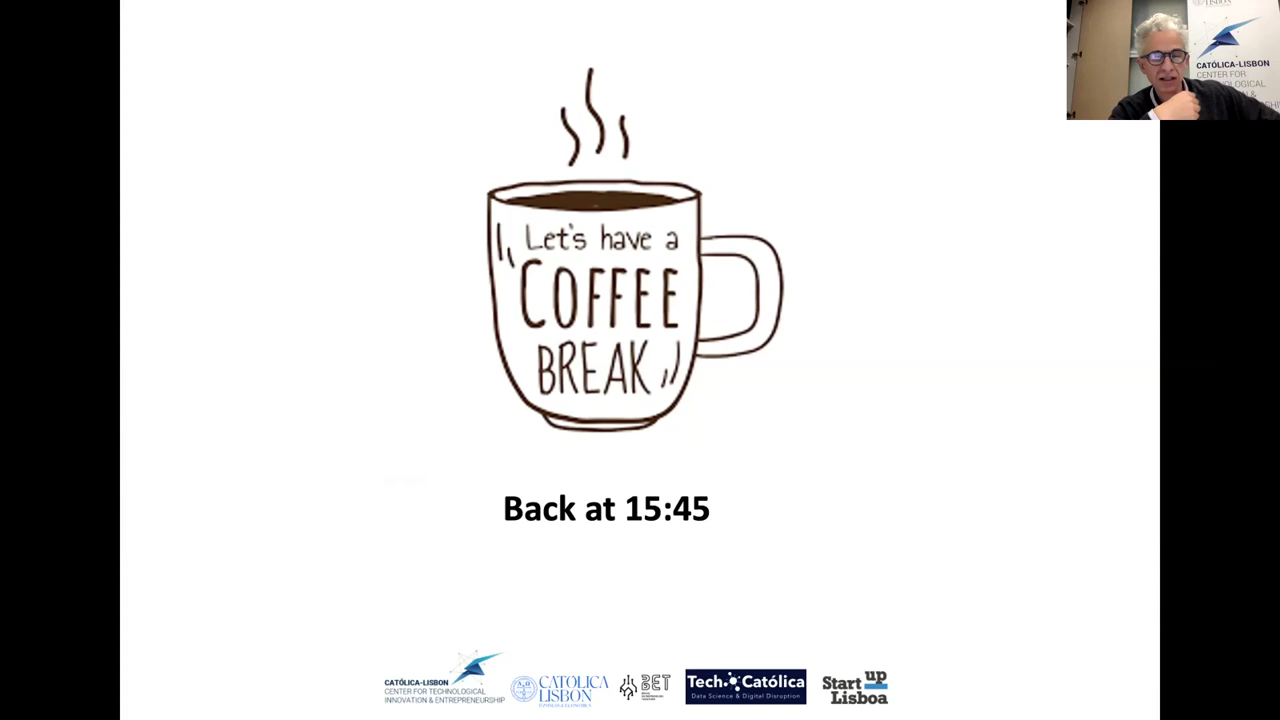 CATÓLICA-LISBON
CENTER FOR
Let's have a
COFFEE
BREAK
Back at 15:45
CATÓLICA-LISBON
CENTER FOR TECHNOLOGICAL
INNOVATION & ENTREPRENEURSHIP
CATOLICA
LISBON
BET
Tech Católica
Data Science & Digital Disruption
Start up
Lisboa